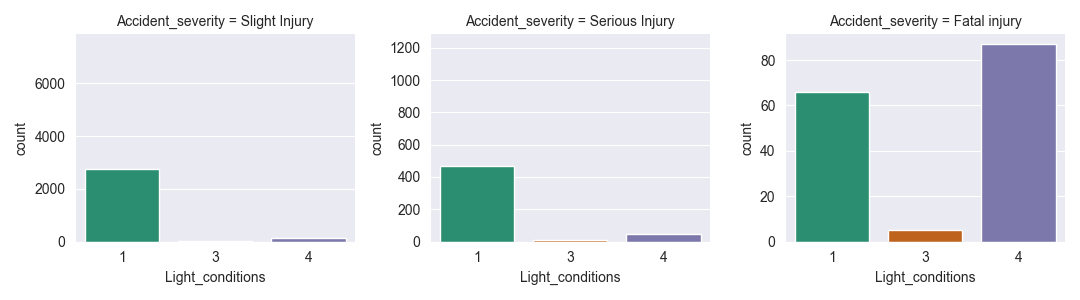 Accident_severity = Slight Injury
6000
4000
2000
0
count
1 3 4
Light_conditions
Accident_severity = Serious Injury
1200
1000
800
600
400
200
0
count
1 3 4
Light_conditions
Accident_severity = Fatal injury
80
60
40
20
0
count
1 3 4
Light_conditions